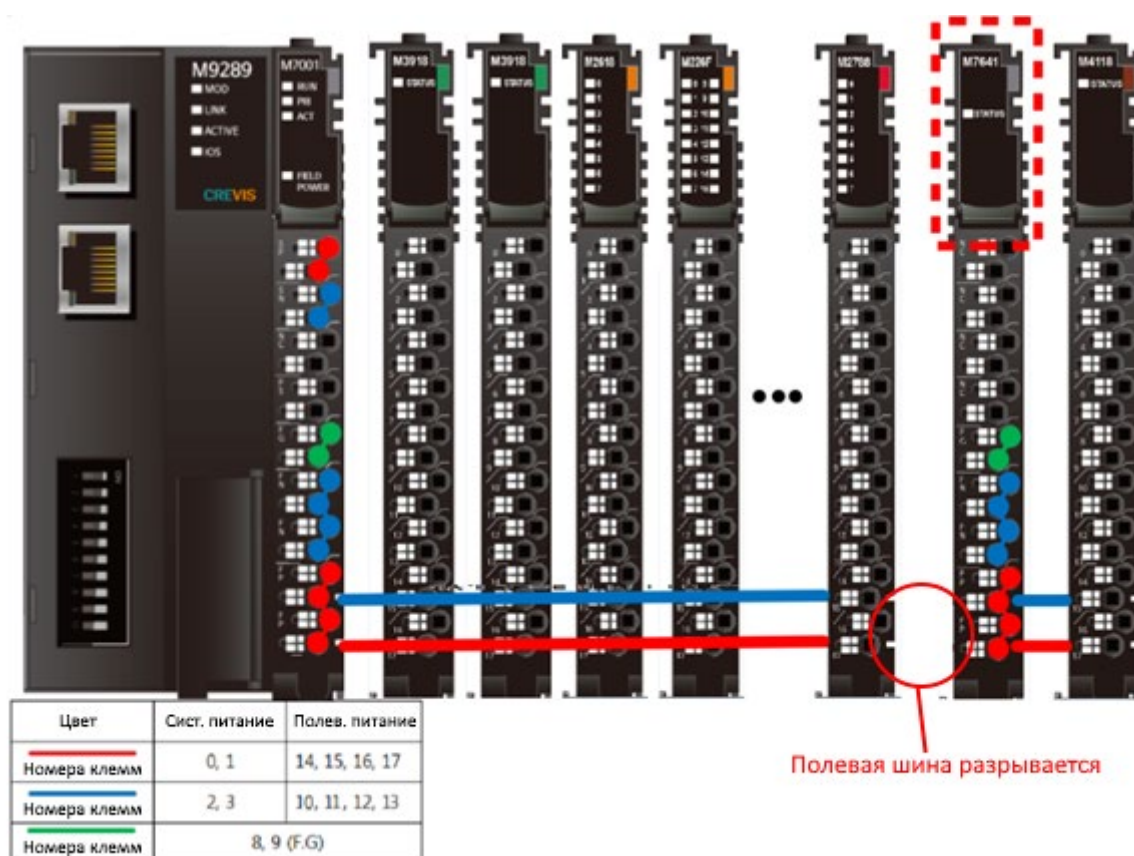 M9289
MOD
LINK
ACTIVE
IOS
CREVIS
M7001
RUN
PRI
ACT
FIELD
POWER
M3918
STATUS
M3918
STATUS
M2618
M226F
M2788
M7641
STATUS
M4118
STATUS
Полевая шина разрывается
Цвет Сист. питание Полев. питание
Номера клемм 0, 1 14, 15, 16, 17
Номера клемм 2, 3 10, 11, 12, 13
Номера клемм 8, 9 (F.G)